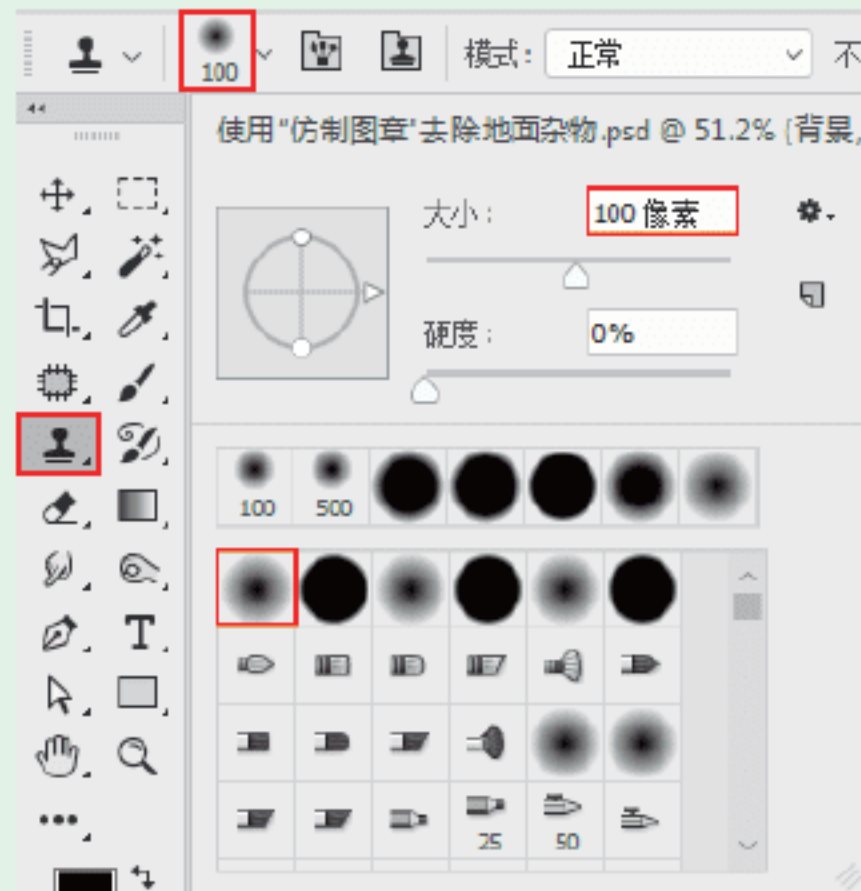 100
模式： 正常 不
使用"仿制图章"去除地面杂物.psd @ 51.2% (背景,
大小： 100 像素
硬度： 0%
100 500
T
25 50